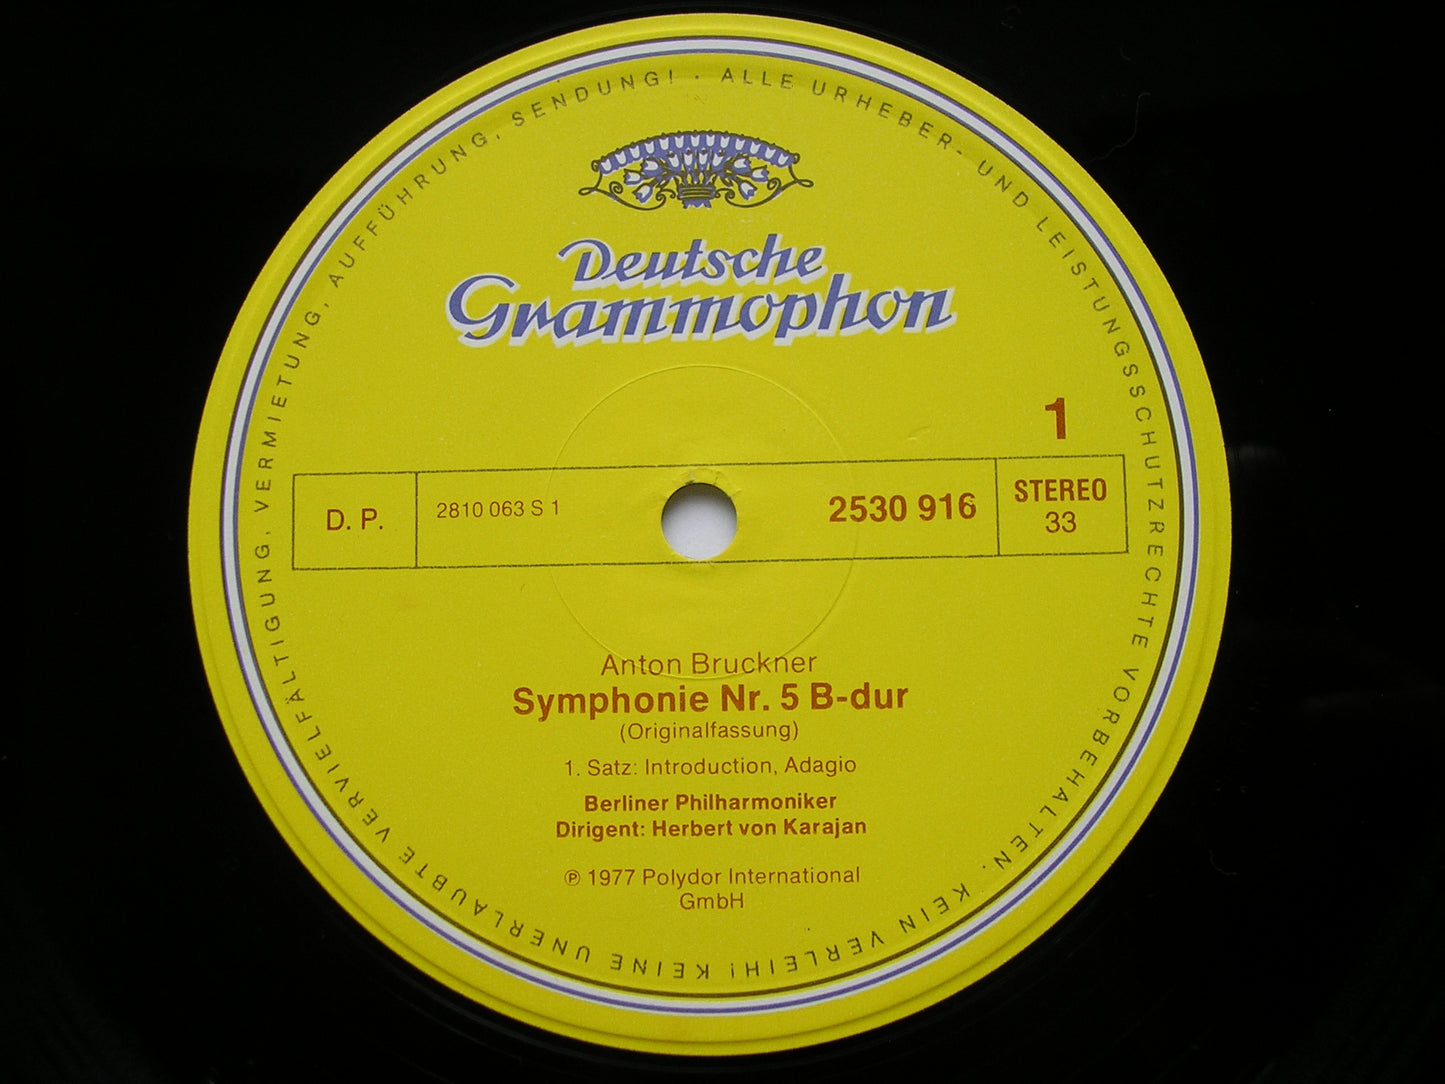 ALLE URHEBER- UND LEISTUNGSSCHUTZRECHTE VORBEHALTEN. KEIN VERLEIH! KEINE UNERLAUBTE VERVIELFÄLTIGUNG, VERMIETUNG, AUFFÜHRUNG, SENDUNG! ·
Deutsche
Grammophon
1
D. P.
2810 063 S 1
2530 916
STEREO
33
Anton Bruckner
Symphonie Nr. 5 B-dur
(Originalfassung)
1. Satz: Introduction, Adagio
Berliner Philharmoniker
Dirigent: Herbert von Karajan
℗ 1977 Polydor International
GmbH